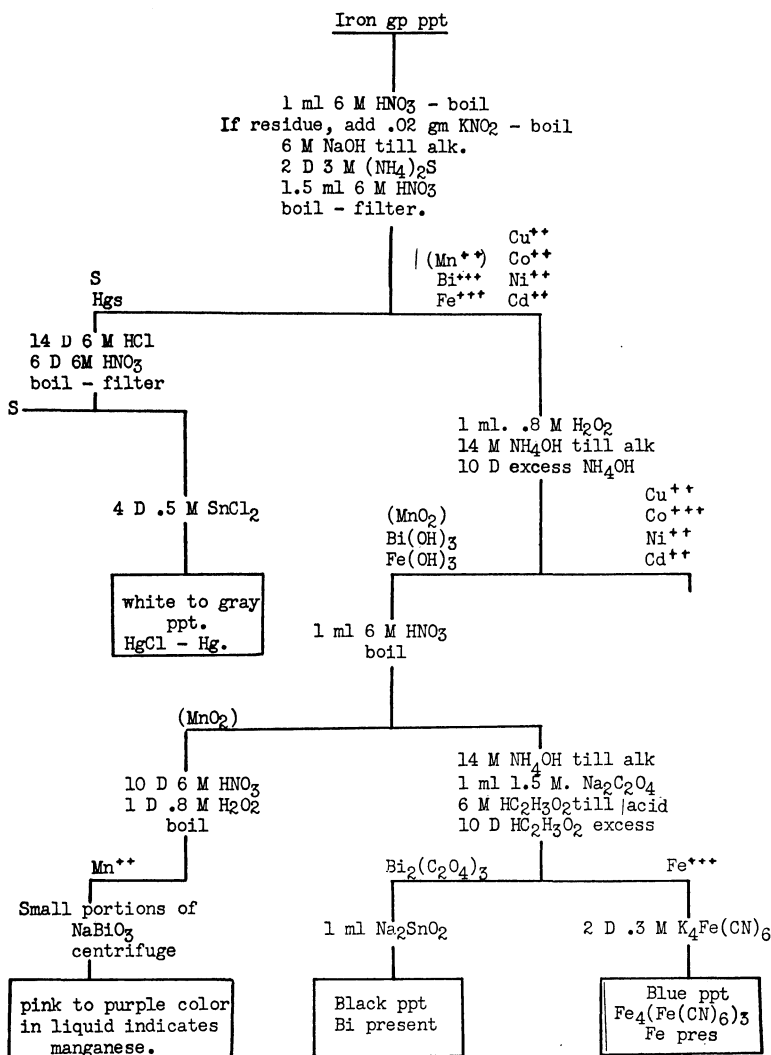 Iron gp ppt
1 ml 6 M HNO3 - boil
If residue, add .02 gm KNO2 - boil
6 M NaOH till alk.
2 D 3 M (NH4)2S
1.5 ml 6 M HNO3
boil - filter.
Cu++
(Mn++) Co++
Bi+++ Ni++
Fe+++ Cd++
S
Hgs
14 D 6 M HCl
6 D 6M HNO3
boil - filter
S
4 D .5 M SnCl2
white to gray
ppt.
HgCl - Hg.
1 ml. .8 M H2O2
14 M NH4OH till alk
10 D excess NH4OH
(MnO2)
Bi(OH)3
Fe(OH)3
Cu++
Co+++
Ni++
Cd++
1 ml 6 M HNO3
boil
(MnO2)
10 D 6 M HNO3
1 D .8 M H2O2
boil
Mn++
Small portions of
NaBiO3
centrifuge
pink to purple color
in liquid indicates
manganese.
14 M NH4OH till alk
1 ml 1.5 M. Na2C2O4
6 M HC2H3O2till acid
10 D HC2H3O2 excess
Bi2(C2O4)3
1 ml Na2SnO2
Black ppt
Bi present
Fe+++
2 D .3 M K4Fe(CN)6
Blue ppt
Fe4(Fe(CN)6)3
Fe pres